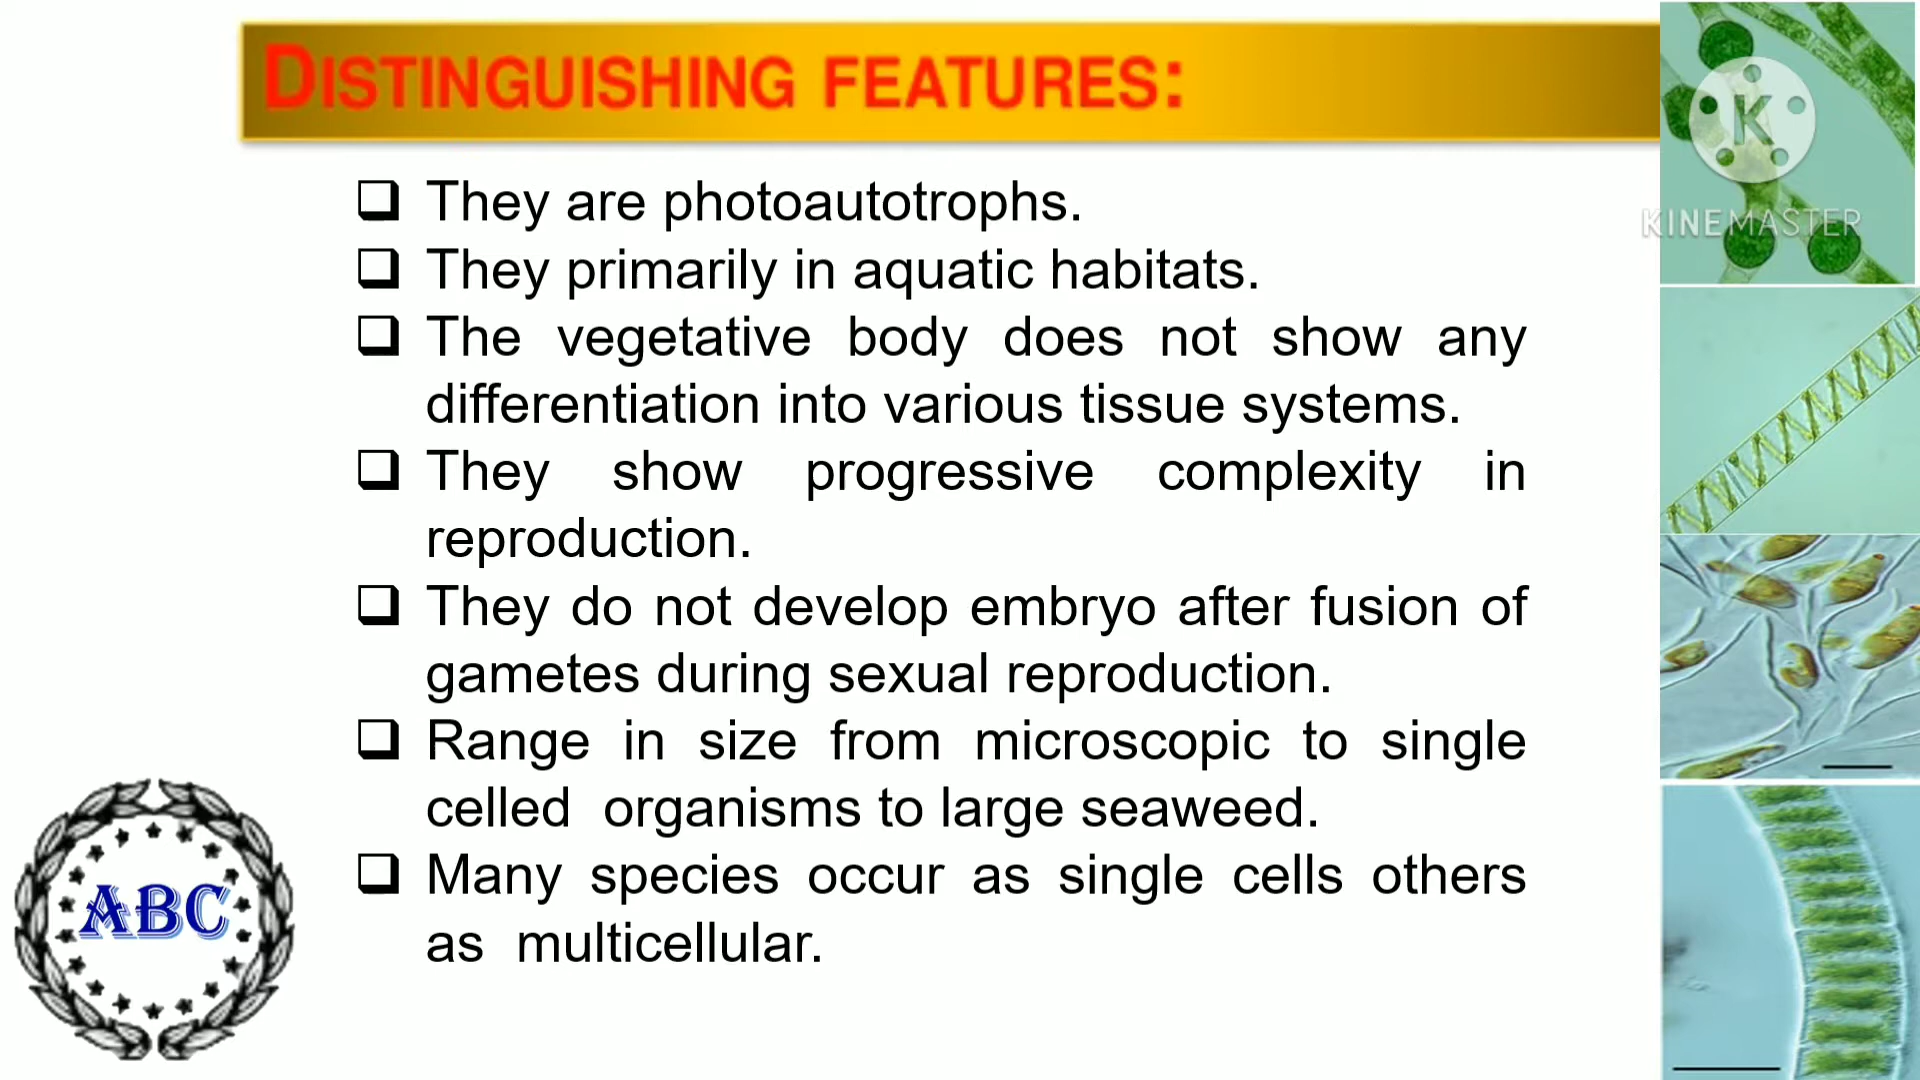 DISTINGUISHING FEATURES:
K
KINEMASTER
They are photoautotrophs.
They primarily in aquatic habitats.
The vegetative body does not show any
differentiation into various tissue systems.
They show progressive complexity in
reproduction.
They do not develop embryo after fusion of
gametes during sexual reproduction.
Range in size from microscopic to single
celled organisms to large seaweed.
Many species occur as single cells others
as multicellular.
ABC